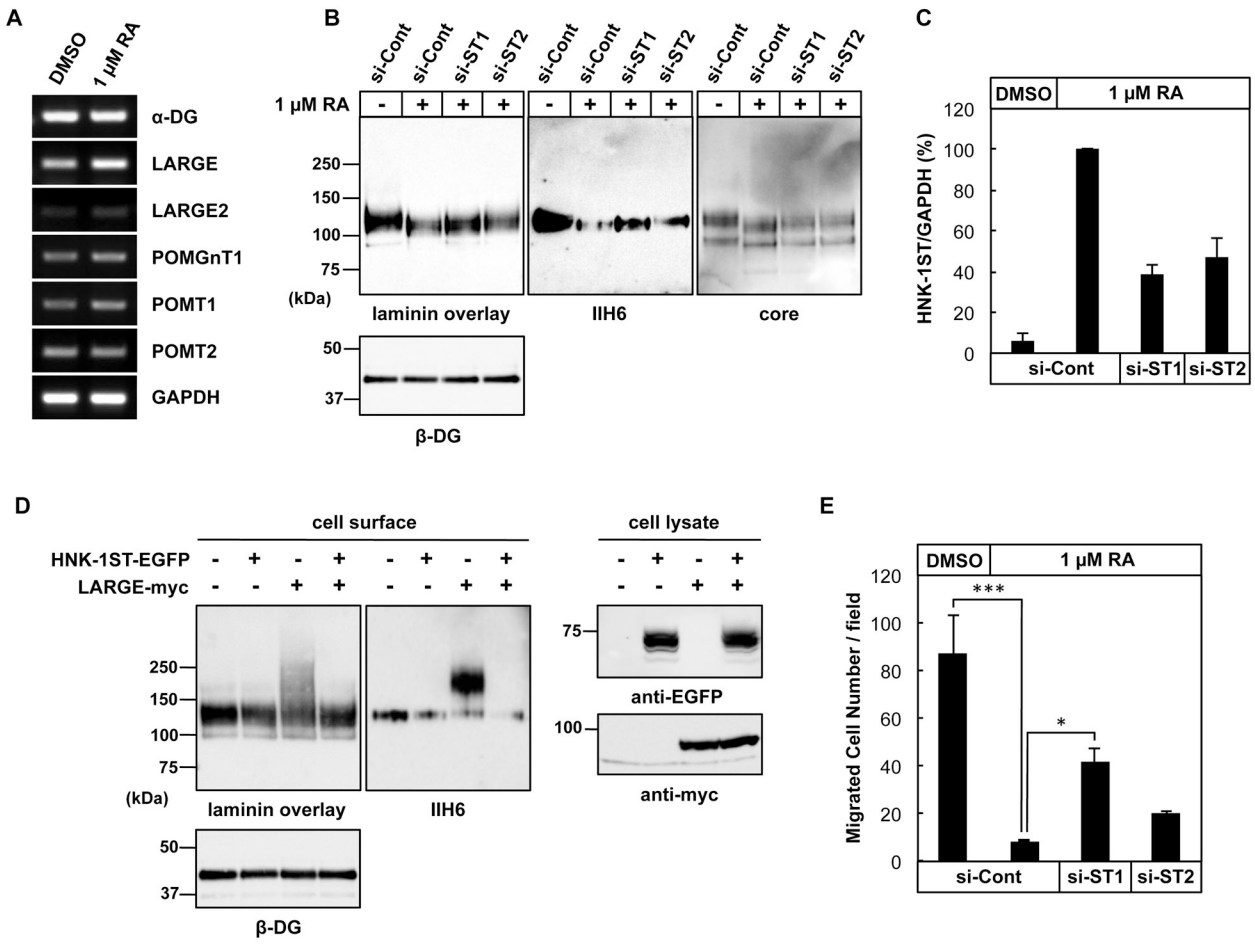 A
DMSO
1 µM RA
α-DG
LARGE
LARGE2
POMGnT1
POMT1
POMT2
GAPDH
B
si-Cont si-Cont si-ST1 si-ST2 si-Cont si-Cont si-ST1 si-ST2 si-Cont si-Cont si-ST1 si-ST2
1 µM RA - + + + - + + + - + + +
250
150
100
75
(kDa)
laminin overlay IIH6 core
50
37
β-DG
C
DMSO 1 µM RA
HNK-1ST/GAPDH (%)
120
100
80
60
40
20
0
si-Cont si-ST1 si-ST2
D
cell surface cell lysate
HNK-1ST-EGFP - + - + - + - + - + - +
LARGE-myc - - + + - - + + - - + +
250
150
100
75
(kDa)
laminin overlay IIH6
50
37
β-DG
75
anti-EGFP
100
anti-myc
E
DMSO 1 µM RA
Migrated Cell Number / field
120
100
80
60
40
20
0
***
*
si-Cont si-ST1 si-ST2